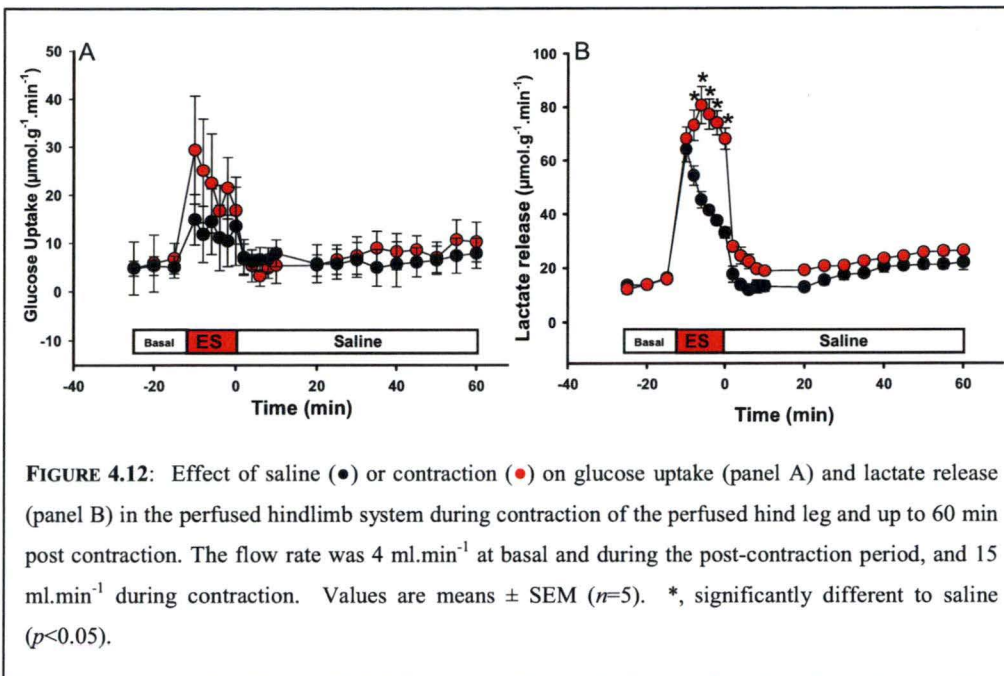 A
B
Glucose Uptake (µmol.g⁻¹.min⁻¹)
50
40
30
20
10
0
-10
Basal
ES
Saline
-40
-20
0
20
40
60
Time (min)
Lactate release (µmol.g⁻¹.min⁻¹)
100
80
60
40
20
0
* * * * *
Basal
ES
Saline
-40
-20
0
20
40
60
Time (min)
FIGURE 4.12: Effect of saline (●) or contraction (●) on glucose uptake (panel A) and lactate release
(panel B) in the perfused hindlimb system during contraction of the perfused hind leg and up to 60 min
post contraction. The flow rate was 4 ml.min⁻¹ at basal and during the post-contraction period, and 15
ml.min⁻¹ during contraction. Values are means ± SEM (n=5). *, significantly different to saline
(p<0.05).